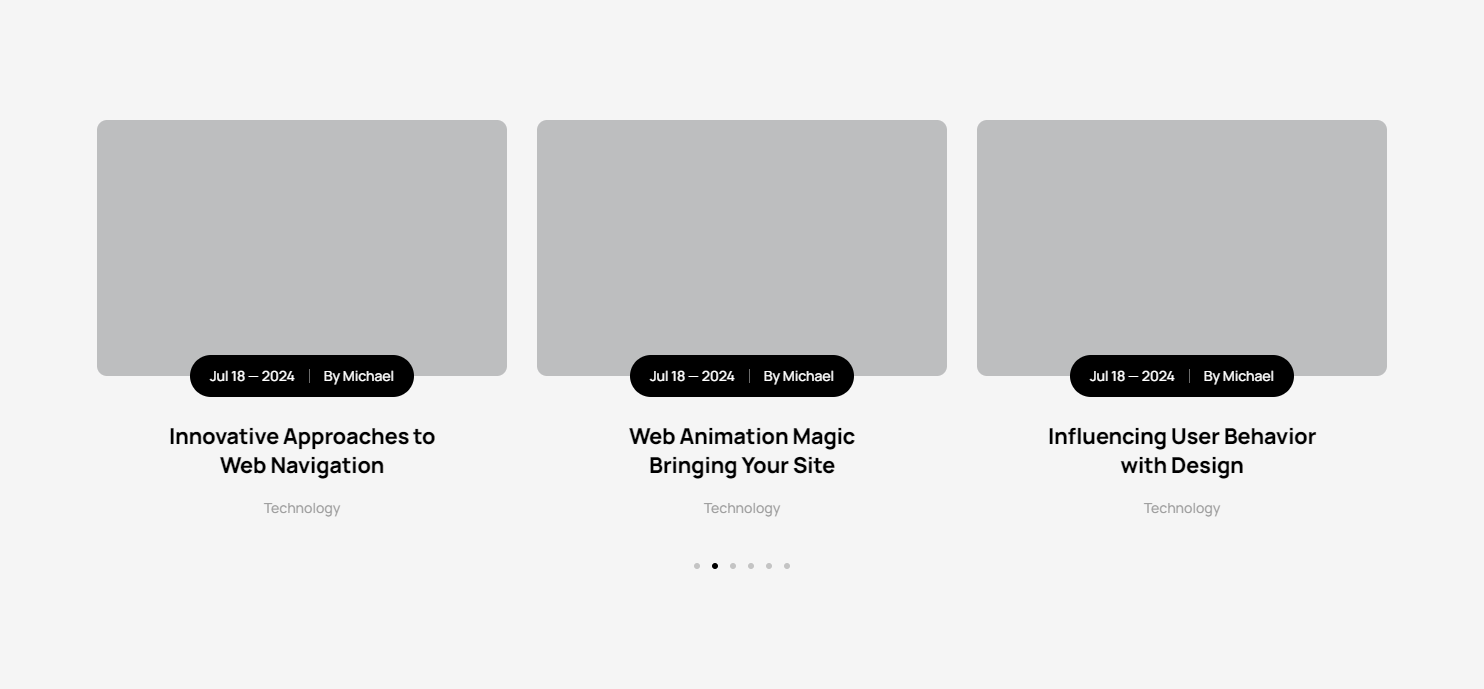 Jul 18 — 2024 By Michael
Innovative Approaches to
Web Navigation
Technology
Jul 18 — 2024 By Michael
Web Animation Magic
Bringing Your Site
Technology
Jul 18 — 2024 By Michael
Influencing User Behavior
with Design
Technology